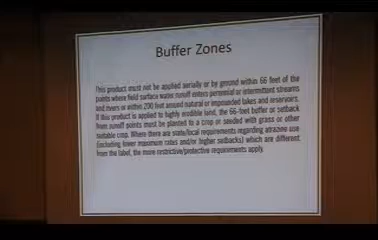 Buffer Zones
This product must not be applied aerially or by ground within 66 feet of the
points where field surface water runoff enters perennial or intermittent streams
and rivers or within 200 feet around natural or impounded lakes and reservoirs.
If this product is applied to highly erodible land, the 66-foot buffer or setback
from runoff points must be planted to a crop or seeded with grass or other
suitable crop. Where there are state/local requirements regarding atrazine use
(including lower maximum rates and/or higher setbacks) which are different
from the label, the more restrictive/protective requirements apply.